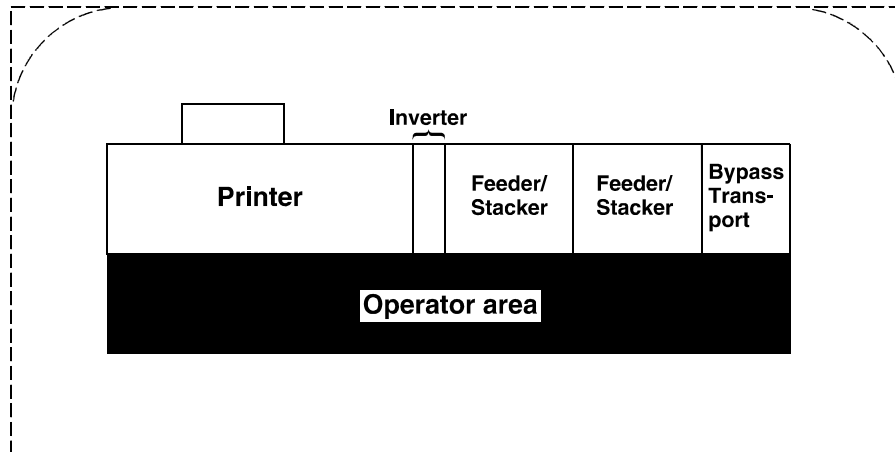 Inverter
Printer
Feeder/
Stacker
Feeder/
Stacker
Bypass
Trans-
port
Operator area